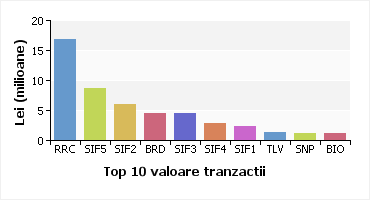 Lei (milioane)
20
15
10
5
0
RRC SIF5 SIF2 BRD SIF3 SIF4 SIF1 TLV SNP BIO
Top 10 valoare tranzactii